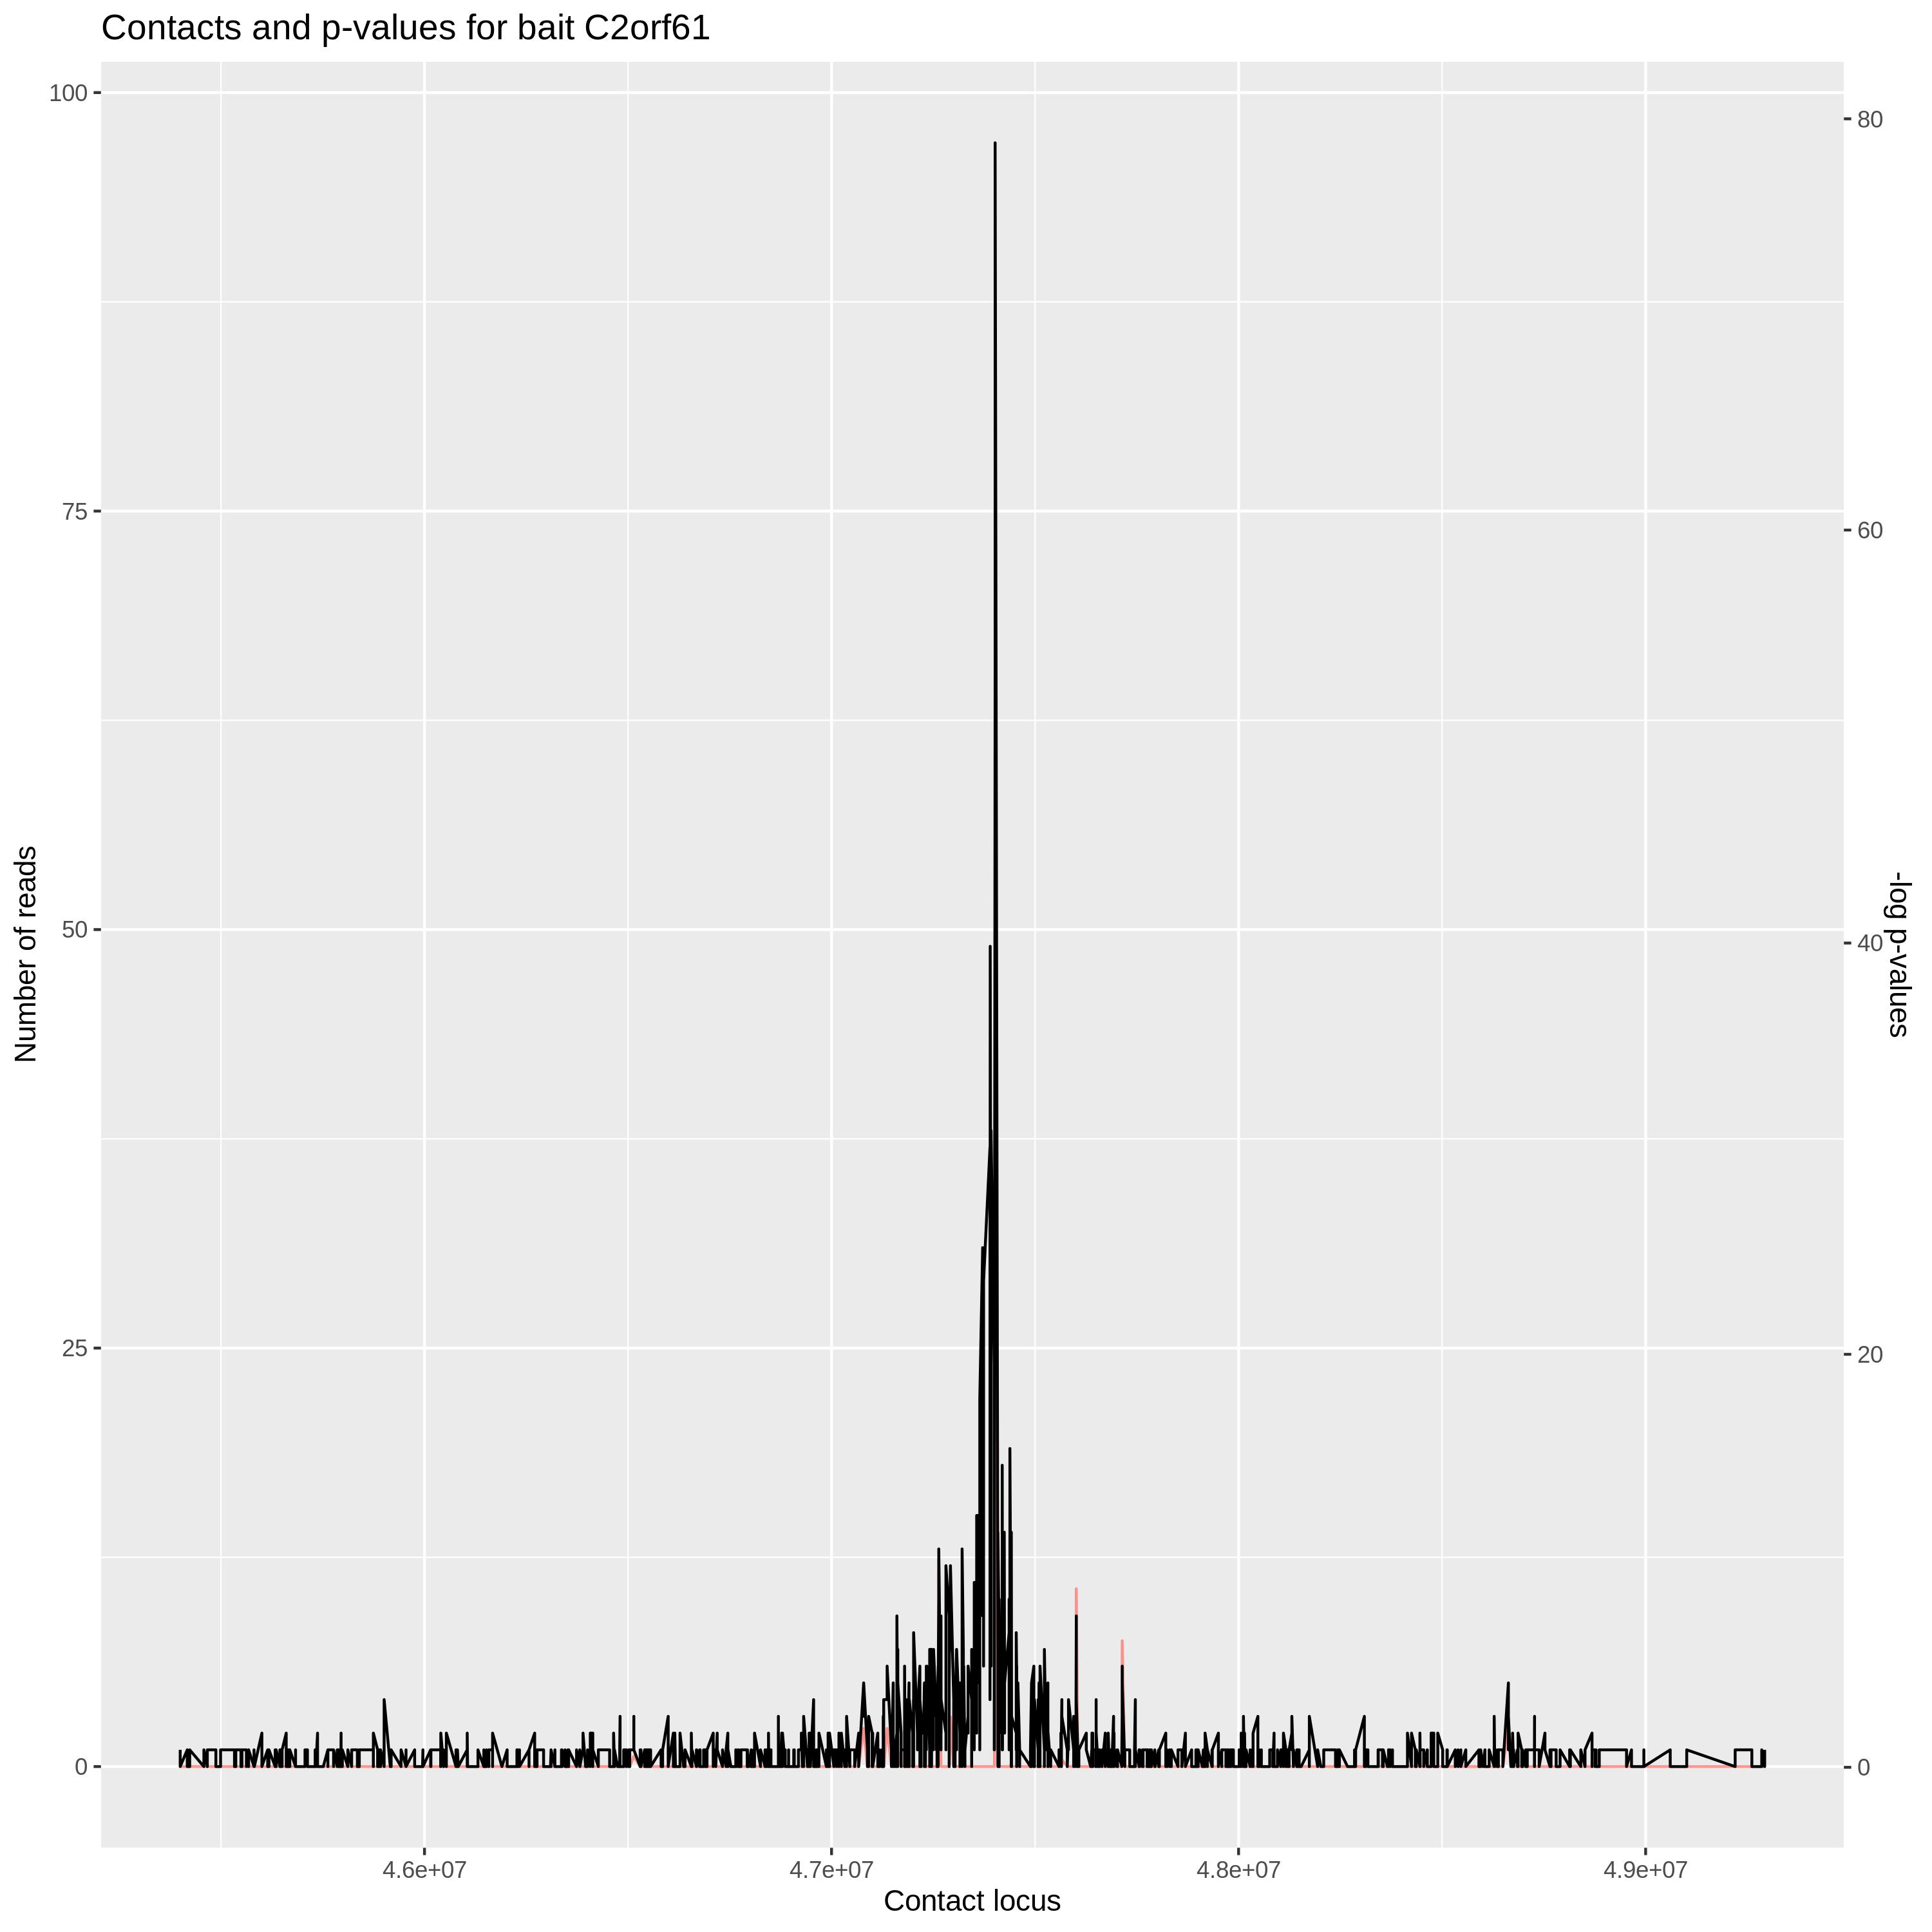 Contacts and p-values for bait C2orf61
100
75
50
25
0
Number of reads
80
60
40
20
0
-log p-values
4.6e+07
4.7e+07
4.8e+07
4.9e+07
Contact locus